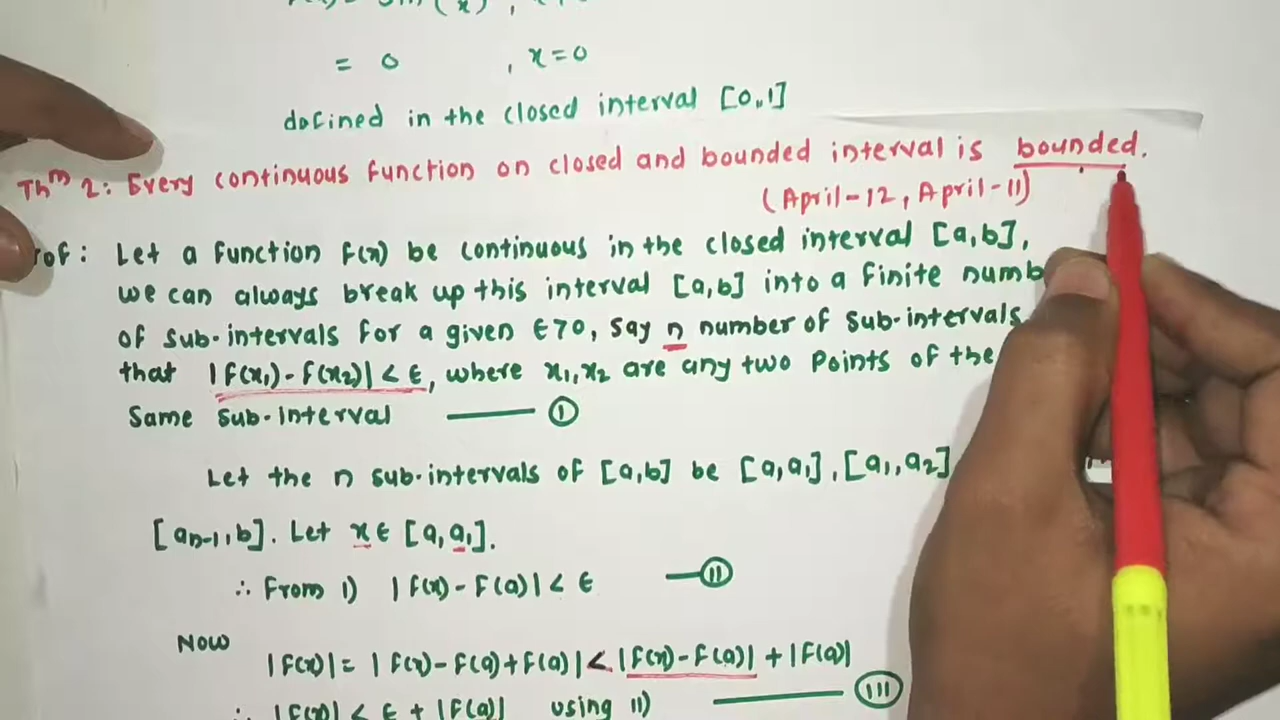 = 0 , x=0
defined in the closed interval [0,1]
Thm 2: Every continuous function on closed and bounded interval is bounded.
(April-12, April-11)
of: Let a function f(x) be continuous in the closed interval [a,b],
we can always break up this interval [a,b] into a finite numb
of sub-intervals for a given ϵ>0, say n number of sub-intervals
that |f(x₁)-f(x₂)|<ϵ, where x₁,x₂ are any two points of the
same sub-interval —— (I)
Let the n sub-intervals of [a,b] be [a,a₁],[a₁,a₂]
[aₙ₋₁,b]. Let x∈[a,a₁].
∴ From I) |f(x)-f(a)|<ϵ —(II)
Now
|f(x)|=|f(x)-f(a)+f(a)|<|f(x)-f(a)|+|f(a)|
—— (III)
∴ |f(x)|<ϵ+|f(a)| using II)